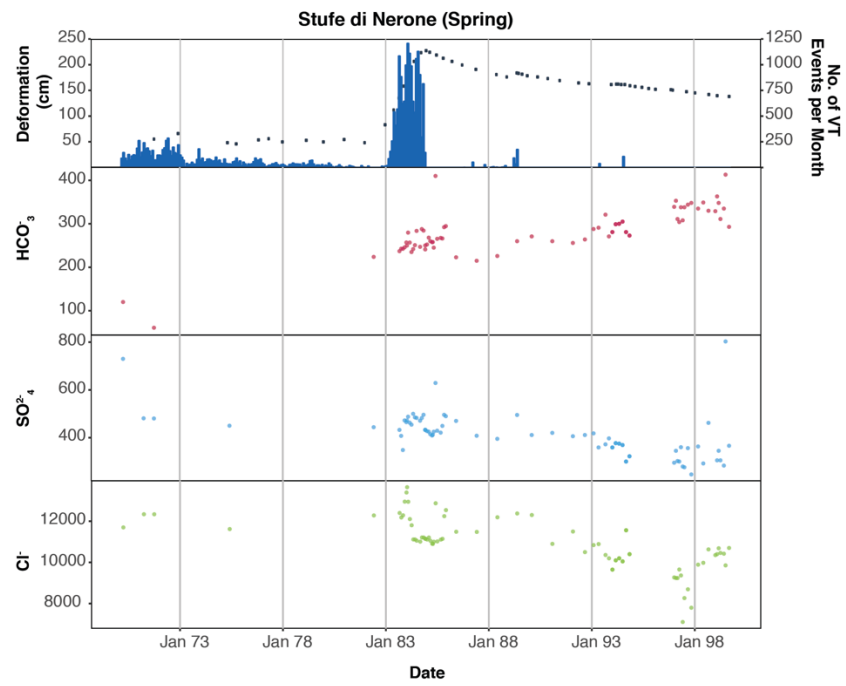 Stufe di Nerone (Spring)
Deformation
(cm)
250
200
150
100
50
1250
1000
750
500
250
No. of VT
Events per Month
HCO⁻₃
400
300
200
100
SO²⁻₄
800
600
400
Cl⁻
12000
10000
8000
Jan 73
Jan 78
Jan 83
Jan 88
Jan 93
Jan 98
Date